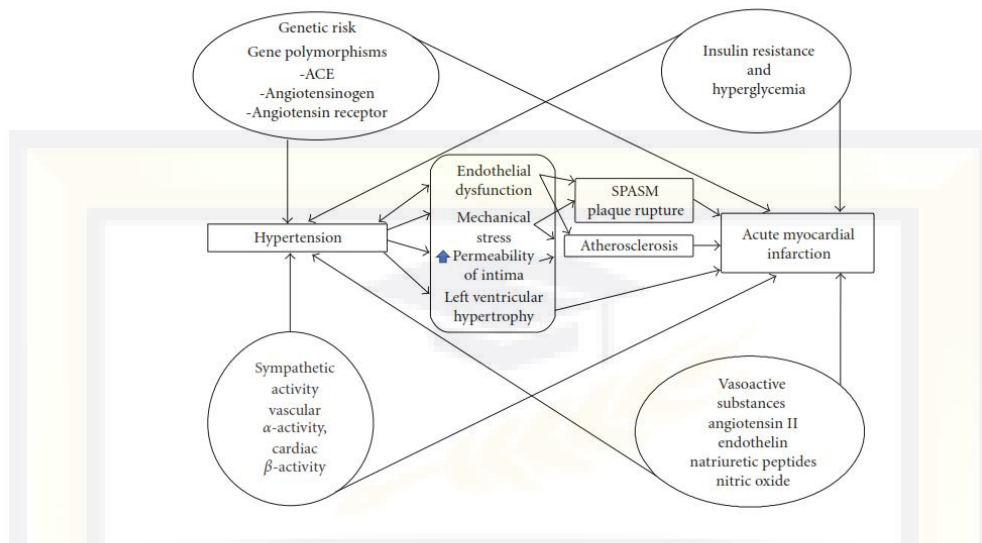 Genetic risk
Gene polymorphisms
-ACE
-Angiotensinogen
-Angiotensin receptor
Insulin resistance
and
hyperglycemia
Hypertension
Endothelial
dysfunction
Mechanical
stress
Permeability
of intima
Left ventricular
hypertrophy
SPASM
plaque rupture
Atherosclerosis
Acute myocardial
infarction
Sympathetic
activity
vascular
α-activity,
cardiac
β-activity
Vasoactive
substances
angiotensin II
endothelin
natriuretic peptides
nitric oxide